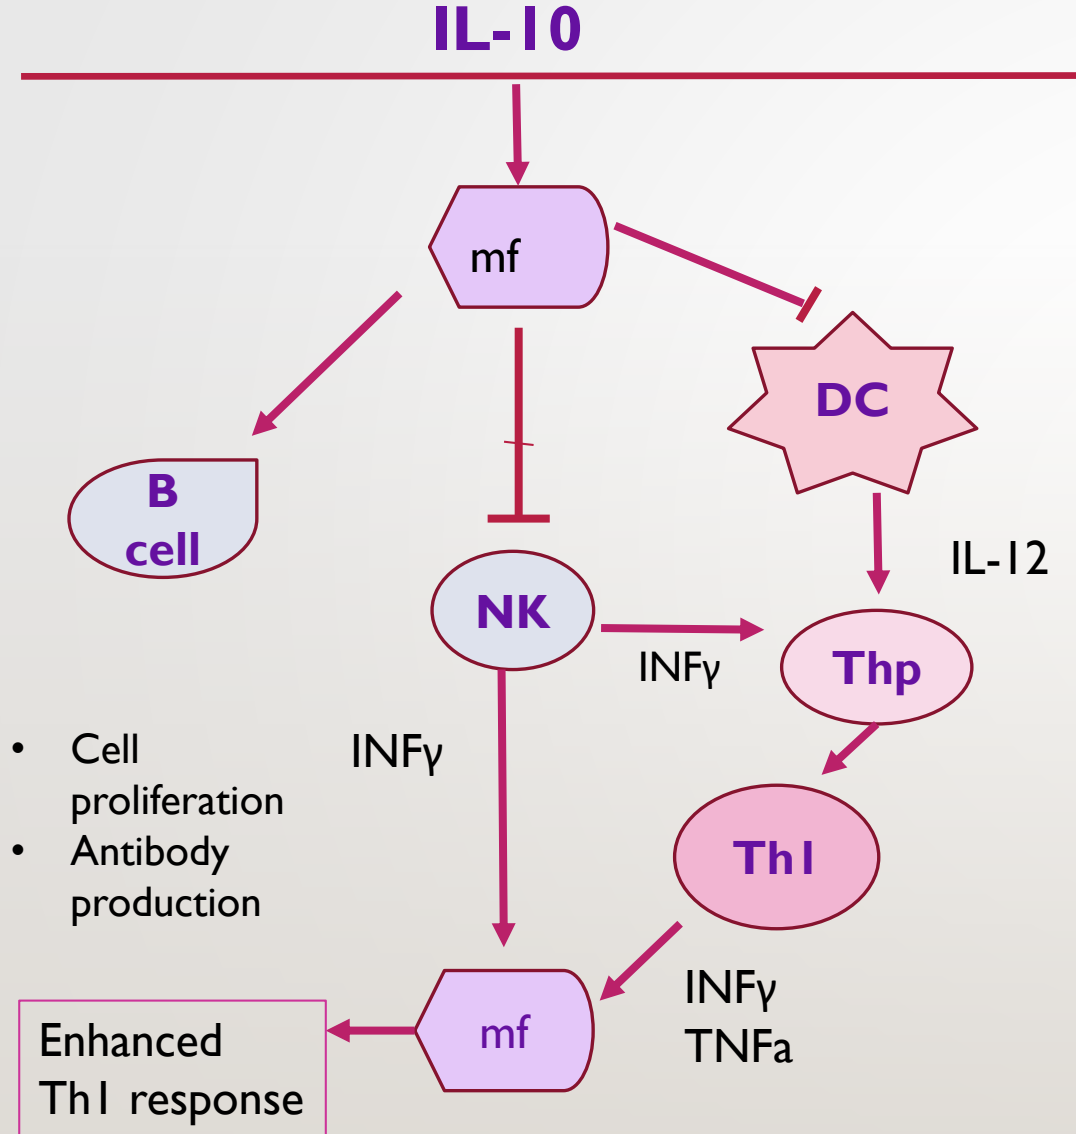 IL-10
mf
DC
B
cell
IL-12
NK
INFγ
Thp
INFγ
• Cell
proliferation
• Antibody
production
Th1
INFγ
TNFa
mf
Enhanced
Th1 response